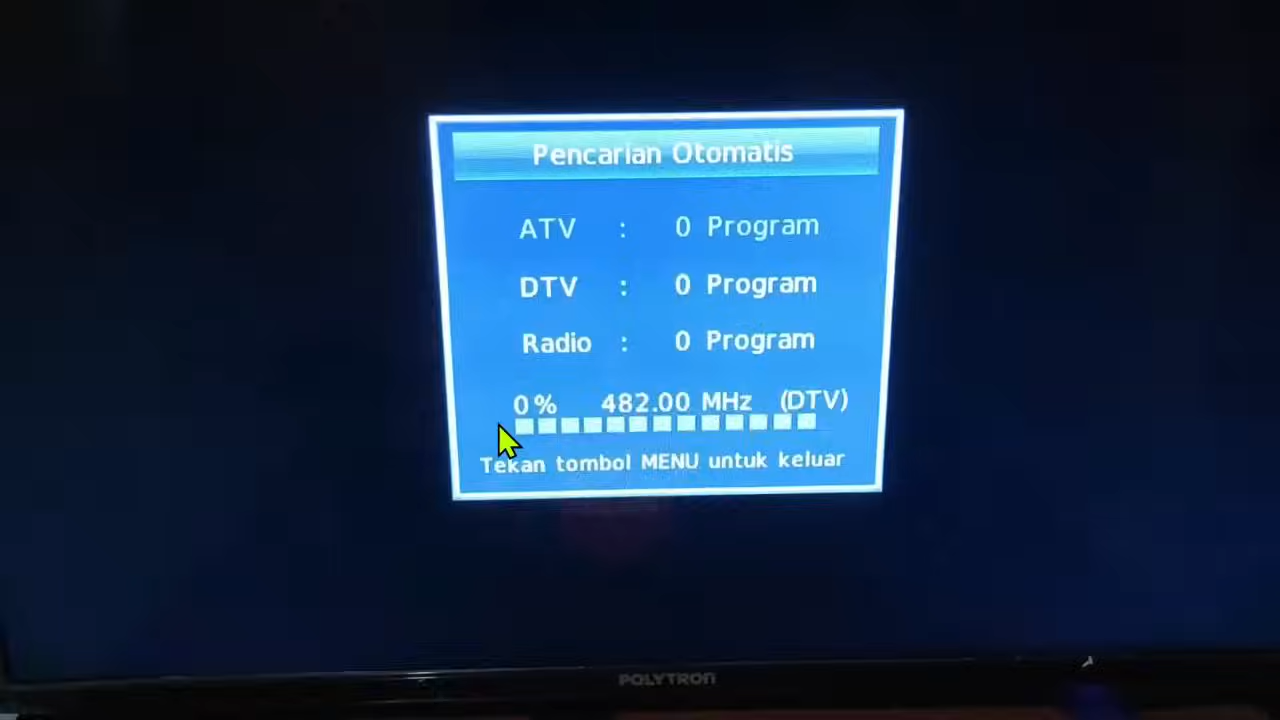 Pencarian Otomatis
ATV : 0 Program
DTV : 0 Program
Radio : 0 Program
0% 482.00 MHz (DTV)
Tekan tombol MENU untuk keluar
POLYTRON